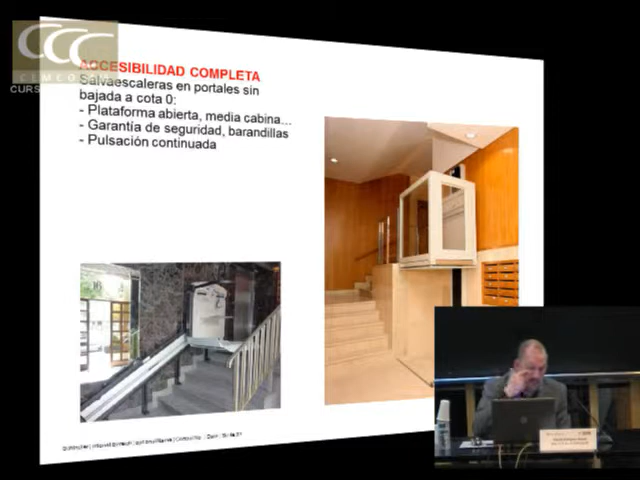 CCC
CEMCO
CURS
ACCESIBILIDAD COMPLETA
Salvaescaleras en portales sin
bajada a cota 0:
- Plataforma abierta, media cabina...
- Garantía de seguridad, barandillas
- Pulsación continuada